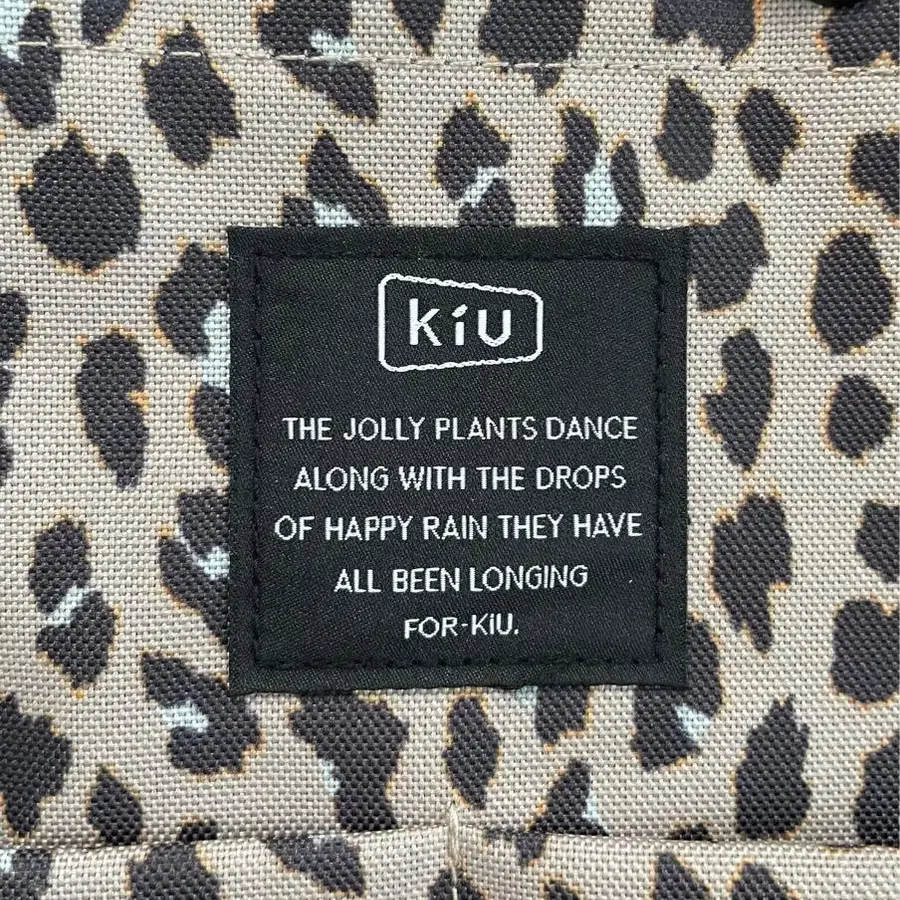 kiU
THE JOLLY PLANTS DANCE
ALONG WITH THE DROPS
OF HAPPY RAIN THEY HAVE
ALL BEEN LONGING
FOR-KiU.